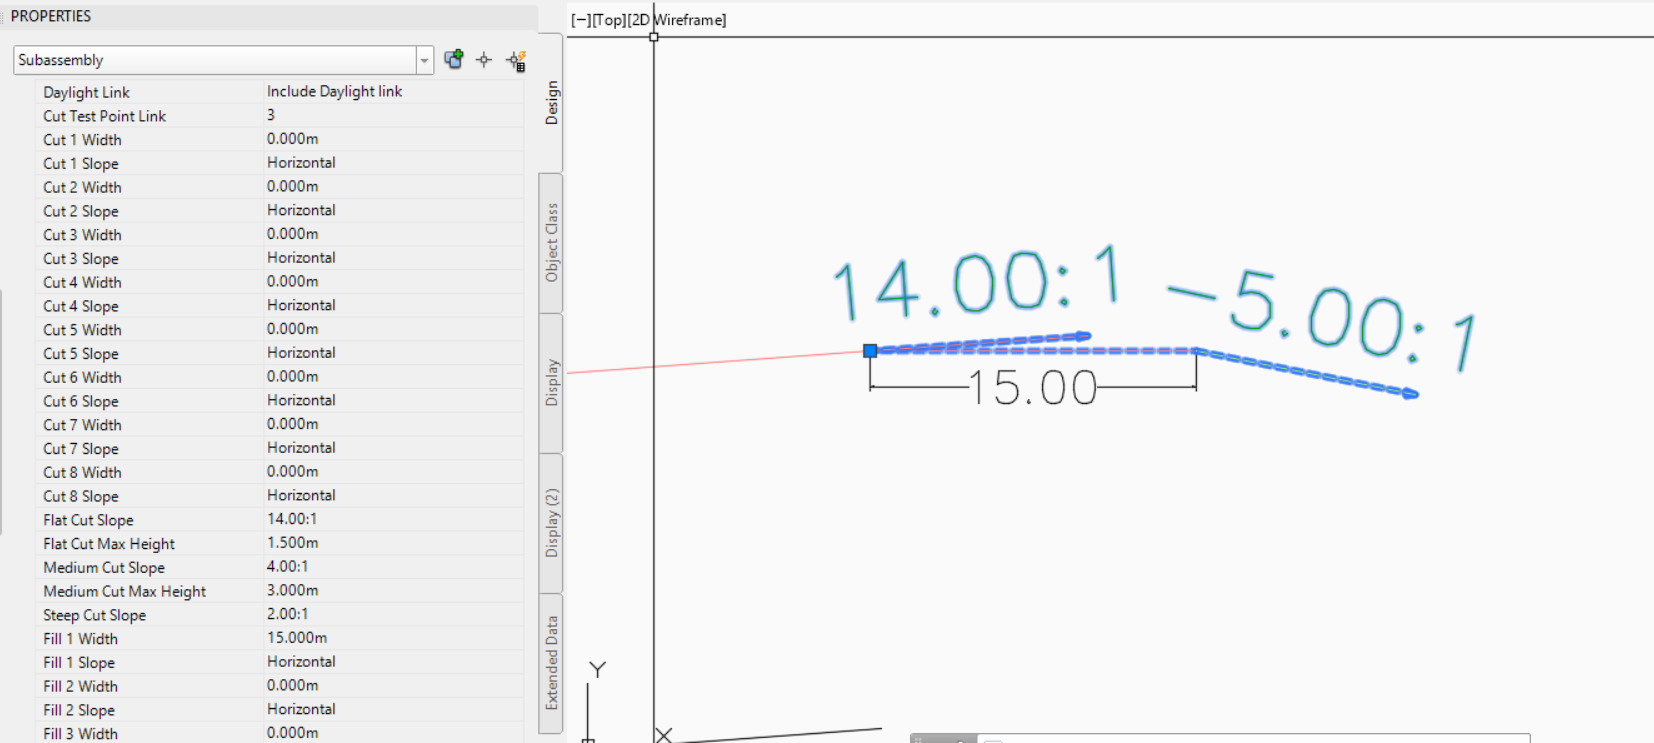 PROPERTIES
Subassembly
Daylight Link Include Daylight link
Cut Test Point Link 3
Cut 1 Width 0.000m
Cut 1 Slope Horizontal
Cut 2 Width 0.000m
Cut 2 Slope Horizontal
Cut 3 Width 0.000m
Cut 3 Slope Horizontal
Cut 4 Width 0.000m
Cut 4 Slope Horizontal
Cut 5 Width 0.000m
Cut 5 Slope Horizontal
Cut 6 Width 0.000m
Cut 6 Slope Horizontal
Cut 7 Width 0.000m
Cut 7 Slope Horizontal
Cut 8 Width 0.000m
Cut 8 Slope Horizontal
Flat Cut Slope 14.00:1
Flat Cut Max Height 1.500m
Medium Cut Slope 4.00:1
Medium Cut Max Height 3.000m
Steep Cut Slope 2.00:1
Fill 1 Width 15.000m
Fill 1 Slope Horizontal
Fill 2 Width 0.000m
Fill 2 Slope Horizontal
Fill 3 Width 0.000m
Design
Object Class
Display
Display (2)
Extended Data
[−][Top][2D Wireframe]
14.00:1
−5.00:1
15.00
Y
X